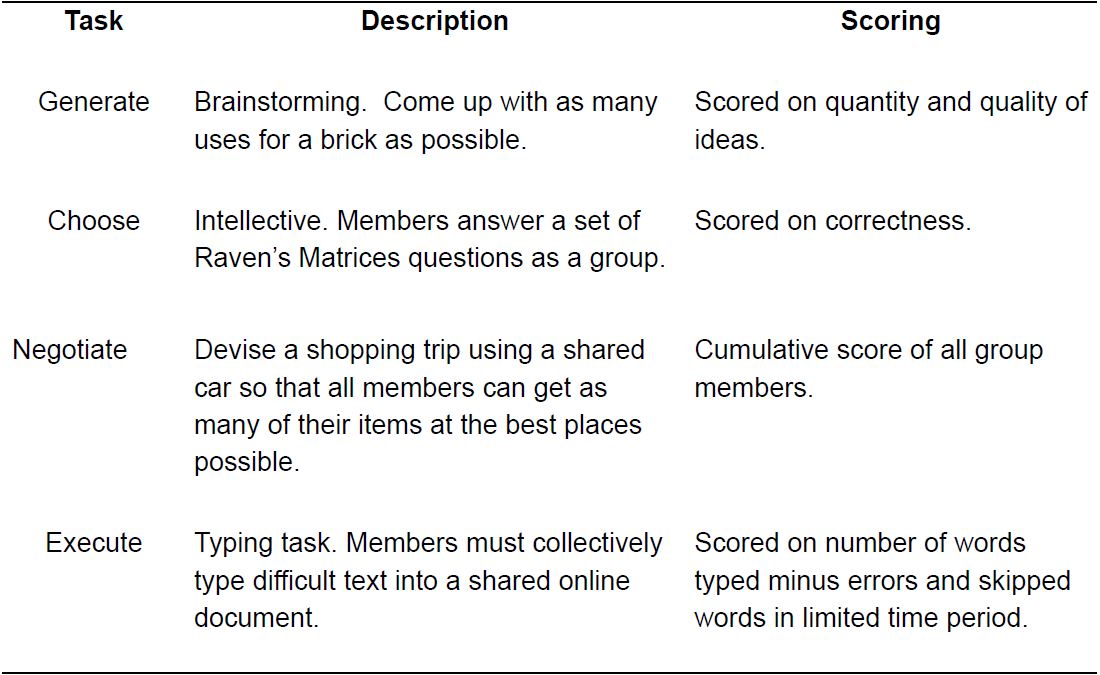 Task Description Scoring
Generate Brainstorming. Come up with as many Scored on quantity and quality of
uses for a brick as possible. ideas.
Choose Intellective. Members answer a set of Scored on correctness.
Raven’s Matrices questions as a group.
Negotiate Devise a shopping trip using a shared Cumulative score of all group
car so that all members can get as members.
many of their items at the best places
possible.
Execute Typing task. Members must collectively Scored on number of words
type difficult text into a shared online typed minus errors and skipped
document. words in limited time period.